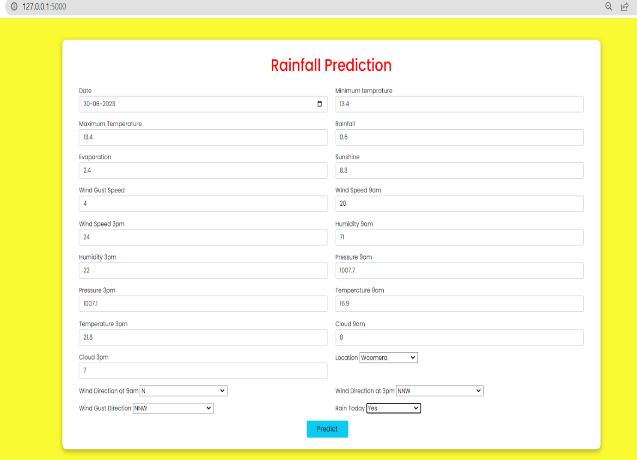 127.0.0.1:5000
Rainfall Prediction
Date Minimum temprature
30-06-2023 13.4
Maximum Temperature Rainfall
13.4 0.6
Evaporation Sunshine
2.4 8.3
Wind Gust Speed Wind Speed 9am
4 20
Wind Speed 3pm Humidity 9am
24 71
Humidity 3pm Pressure 9am
22 1007.7
Pressure 3pm Temperature 9am
1007.1 16.9
Temperature 3pm Cloud 9am
21.8 8
Cloud 3pm Location Woomera
7
Wind Direction at 9am N Wind Direction at 3pm NNW
Wind Gust Direction NNW Rain Today Yes
Predict